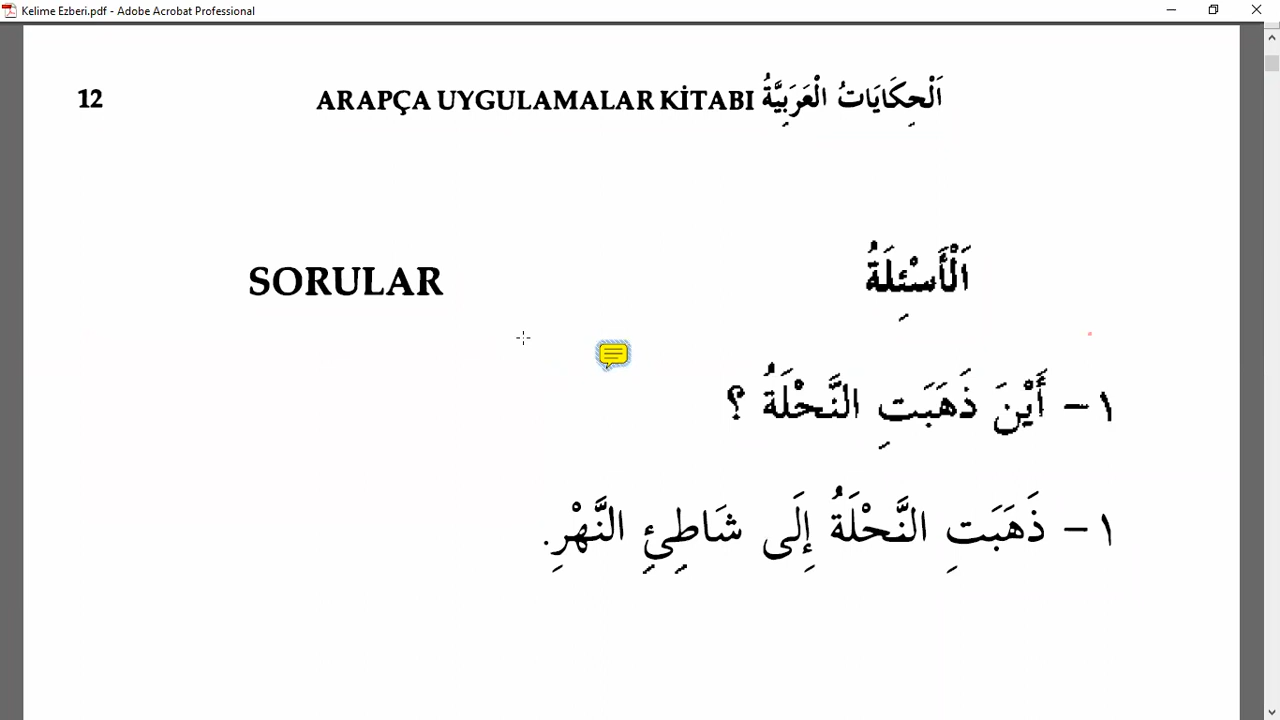 Kelime Ezberi.pdf - Adobe Acrobat Professional
12 ARAPÇA UYGULAMALAR KİTABI اَلْحِكَايَاتُ الْعَرَبِيَّةُ
SORULAR اَلْأَسْئِلَةُ
١ – أَيْنَ ذَهَبَتِ النَّحْلَةُ ؟
١ – ذَهَبَتِ النَّحْلَةُ إِلَى شَاطِئِ النَّهْرِ.